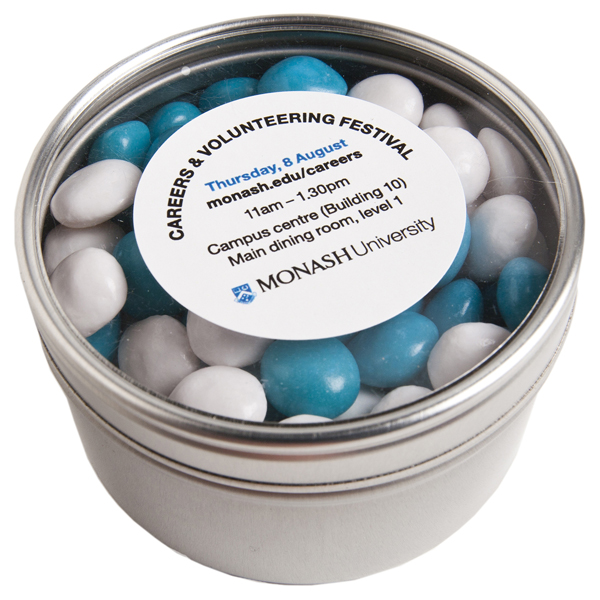 CAREERS & VOLUNTEERING FESTIVAL
Thursday, 8 August
monash.edu/careers
11am – 1.30pm
Campus centre (Building 10)
Main dining room, level 1
MONASH University